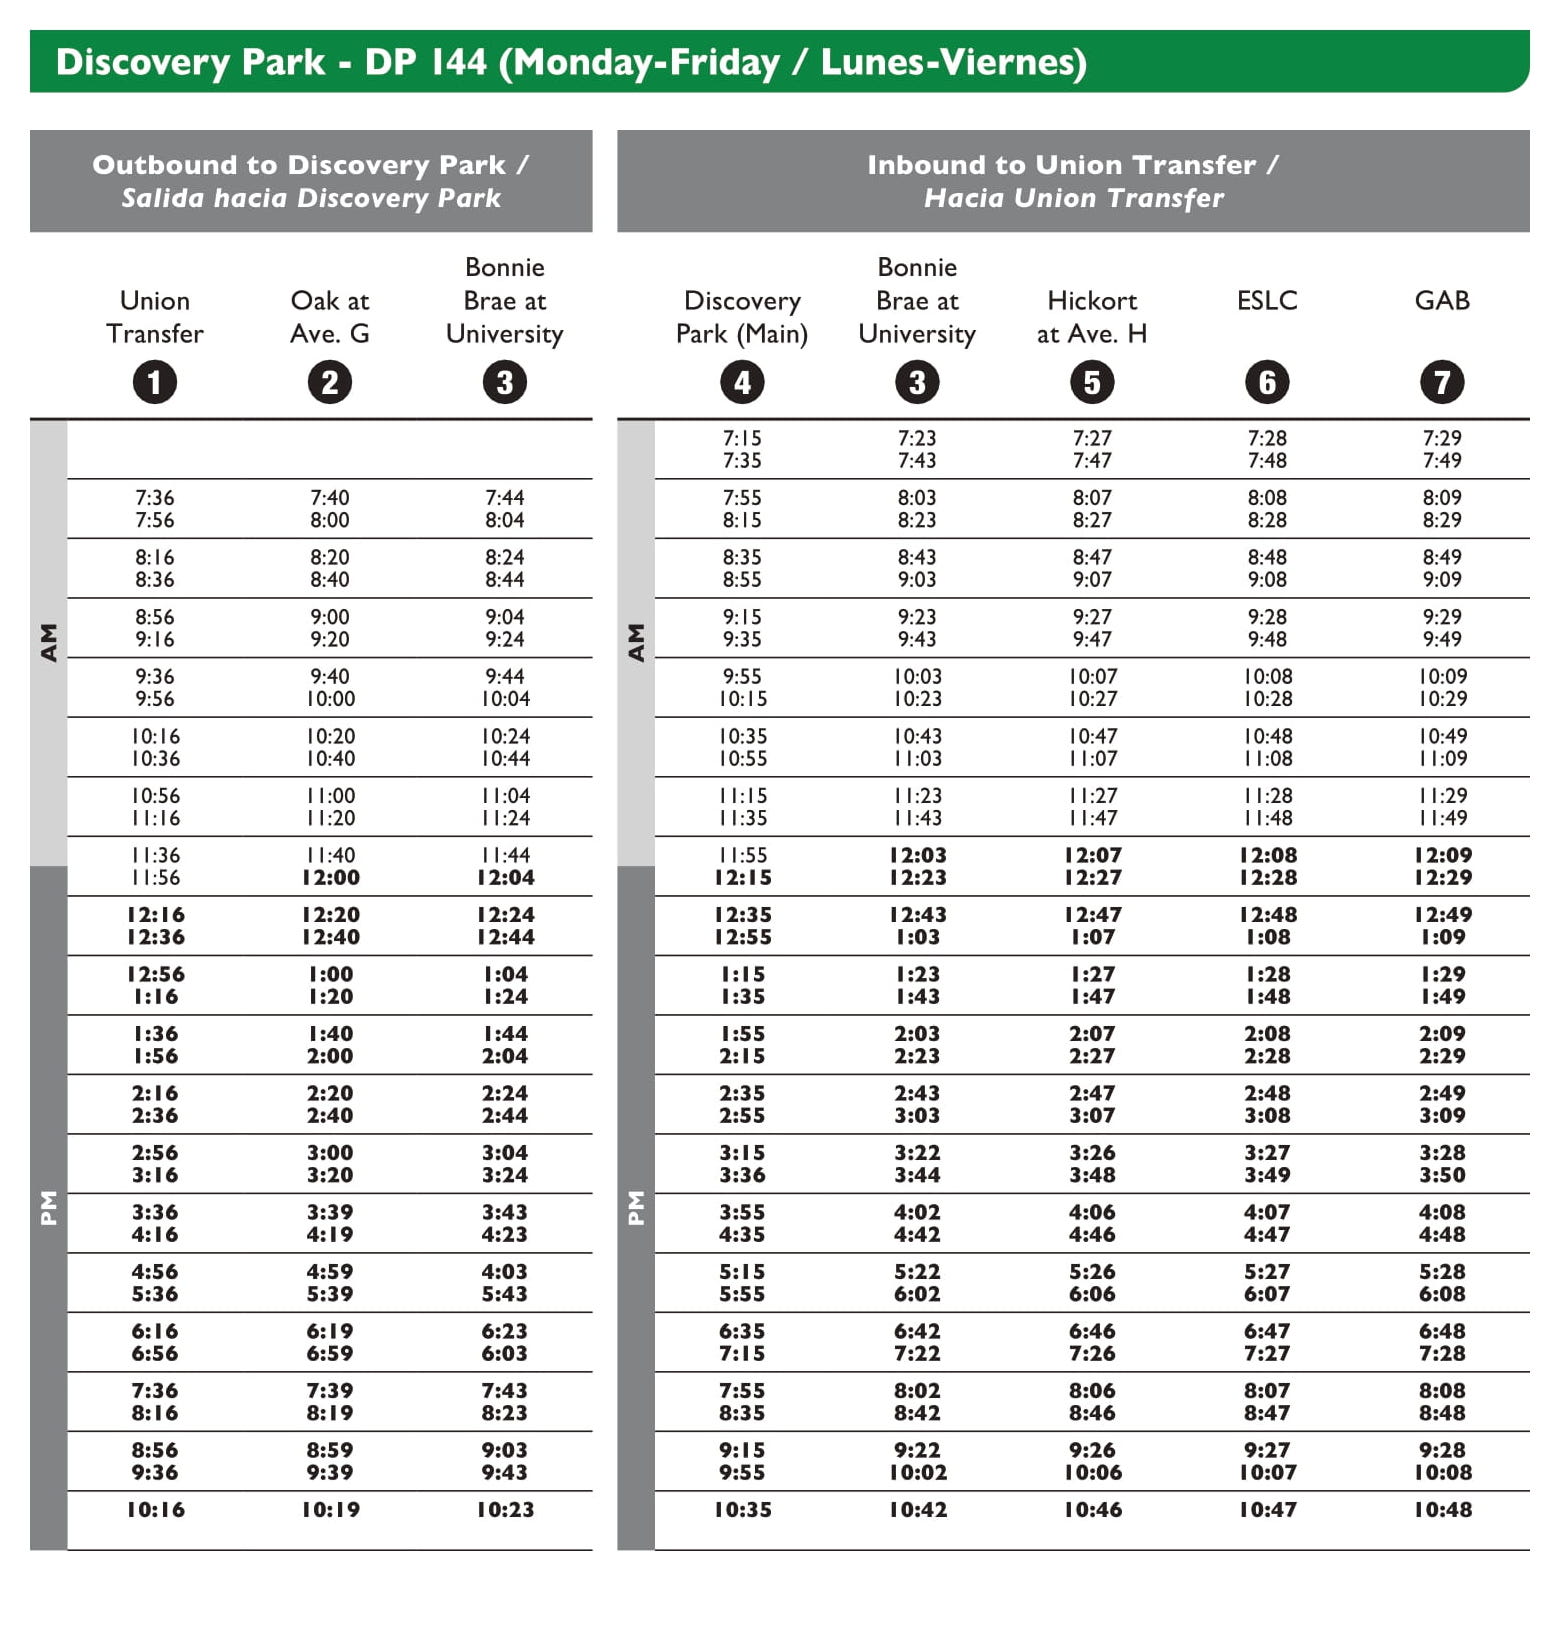 Discovery Park - DP 144 (Monday-Friday / Lunes-Viernes)
Outbound to Discovery Park /
Salida hacia Discovery Park
Inbound to Union Transfer /
Hacia Union Transfer
Union
Transfer
1
Oak at
Ave. G
2
Bonnie
Brae at
University
3
Discovery
Park (Main)
4
Bonnie
Brae at
University
3
Hickort
at Ave. H
5
ESLC
6
GAB
7
AM
AM
7:15 7:23 7:27 7:28 7:29
7:35 7:43 7:47 7:48 7:49
7:36 7:40 7:44 7:55 8:03 8:07 8:08 8:09
7:56 8:00 8:04 8:15 8:23 8:27 8:28 8:29
8:16 8:20 8:24 8:35 8:43 8:47 8:48 8:49
8:36 8:40 8:44 8:55 9:03 9:07 9:08 9:09
8:56 9:00 9:04 9:15 9:23 9:27 9:28 9:29
9:16 9:20 9:24 9:35 9:43 9:47 9:48 9:49
9:36 9:40 9:44 9:55 10:03 10:07 10:08 10:09
9:56 10:00 10:04 10:15 10:23 10:27 10:28 10:29
10:16 10:20 10:24 10:35 10:43 10:47 10:48 10:49
10:36 10:40 10:44 10:55 11:03 11:07 11:08 11:09
10:56 11:00 11:04 11:15 11:23 11:27 11:28 11:29
11:16 11:20 11:24 11:35 11:43 11:47 11:48 11:49
11:36 11:40 11:44 11:55 12:03 12:07 12:08 12:09
PM
PM
11:56 12:00 12:04 12:15 12:23 12:27 12:28 12:29
12:16 12:20 12:24 12:35 12:43 12:47 12:48 12:49
12:36 12:40 12:44 12:55 1:03 1:07 1:08 1:09
12:56 1:00 1:04 1:15 1:23 1:27 1:28 1:29
1:16 1:20 1:24 1:35 1:43 1:47 1:48 1:49
1:36 1:40 1:44 1:55 2:03 2:07 2:08 2:09
1:56 2:00 2:04 2:15 2:23 2:27 2:28 2:29
2:16 2:20 2:24 2:35 2:43 2:47 2:48 2:49
2:36 2:40 2:44 2:55 3:03 3:07 3:08 3:09
2:56 3:00 3:04 3:15 3:22 3:26 3:27 3:28
3:16 3:20 3:24 3:36 3:44 3:48 3:49 3:50
3:36 3:39 3:43 3:55 4:02 4:06 4:07 4:08
4:16 4:19 4:23 4:35 4:42 4:46 4:47 4:48
4:56 4:59 4:03 5:15 5:22 5:26 5:27 5:28
5:36 5:39 5:43 5:55 6:02 6:06 6:07 6:08
6:16 6:19 6:23 6:35 6:42 6:46 6:47 6:48
6:56 6:59 6:03 7:15 7:22 7:26 7:27 7:28
7:36 7:39 7:43 7:55 8:02 8:06 8:07 8:08
8:16 8:19 8:23 8:35 8:42 8:46 8:47 8:48
8:56 8:59 9:03 9:15 9:22 9:26 9:27 9:28
9:36 9:39 9:43 9:55 10:02 10:06 10:07 10:08
10:16 10:19 10:23 10:35 10:42 10:46 10:47 10:48